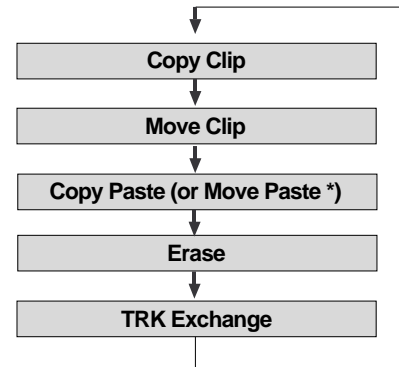 Copy Clip
Move Clip
Copy Paste (or Move Paste *)
Erase
TRK Exchange